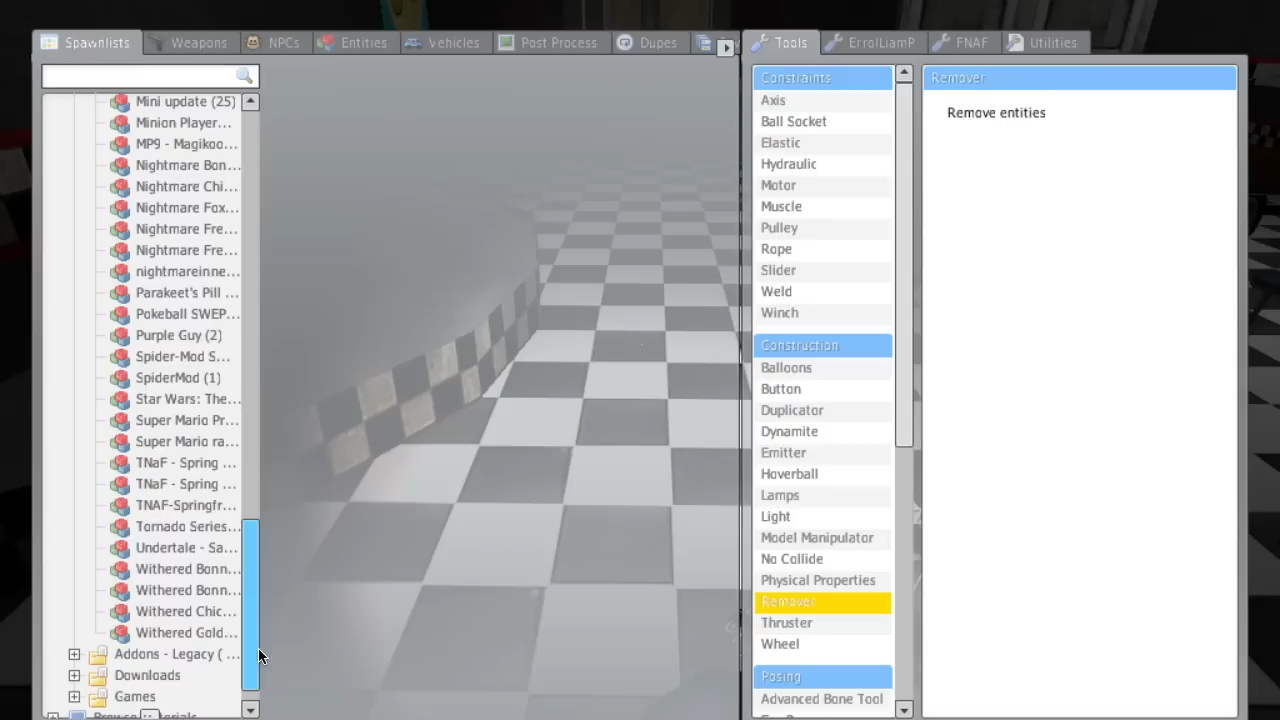 Spawnlists
Weapons
NPCs
Entities
Vehicles
Post Process
Dupes
Tools
ErrolLiamP
FNAF
Utilities
Mini update (25)
Minion Player...
MP9 - Magikoo...
Nightmare Bon...
Nightmare Chi...
Nightmare Fox...
Nightmare Fre...
Nightmare Fre...
nightmareinne...
Parakeet's Pill ...
Pokeball SWEP...
Purple Guy (2)
Spider-Mod S...
SpiderMod (1)
Star Wars: The...
Super Mario Pr...
Super Mario ra...
TNaF - Spring ...
TNaF - Spring ...
TNAF-Springfr...
Tornado Series...
Undertale - Sa...
Withered Bonn...
Withered Bonn...
Withered Chic...
Withered Gold...
Addons - Legacy ( ...
Downloads
Games
Constraints
Axis
Ball Socket
Elastic
Hydraulic
Motor
Muscle
Pulley
Rope
Slider
Weld
Winch
Construction
Balloons
Button
Duplicator
Dynamite
Emitter
Hoverball
Lamps
Light
Model Manipulator
No Collide
Physical Properties
Remover
Thruster
Wheel
Posing
Advanced Bone Tool
Remover
Remove entities